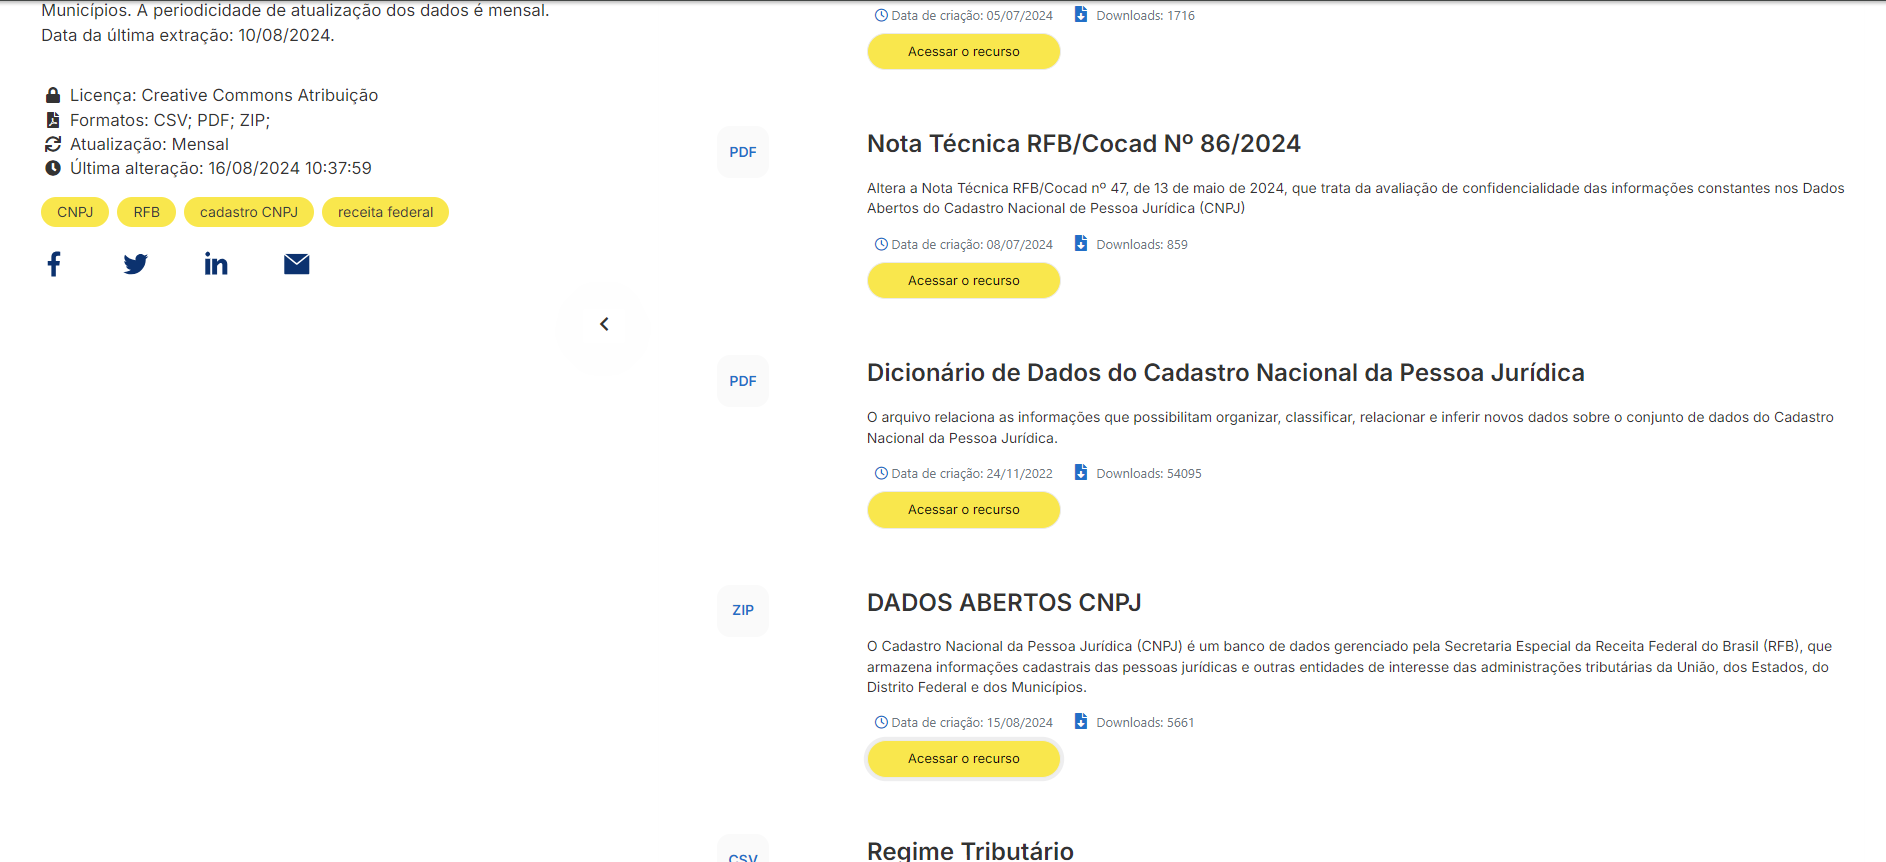 Municípios. A periodicidade de atualização dos dados é mensal.
Data da última extração: 10/08/2024.
Licença: Creative Commons Atribuição
Formatos: CSV; PDF; ZIP;
Atualização: Mensal
Última alteração: 16/08/2024 10:37:59
CNPJ RFB cadastro CNPJ receita federal
Data de criação: 05/07/2024 Downloads: 1716
Acessar o recurso
PDF
Nota Técnica RFB/Cocad Nº 86/2024
Altera a Nota Técnica RFB/Cocad nº 47, de 13 de maio de 2024, que trata da avaliação de confidencialidade das informações constantes nos Dados
Abertos do Cadastro Nacional de Pessoa Jurídica (CNPJ)
Data de criação: 08/07/2024 Downloads: 859
Acessar o recurso
PDF
Dicionário de Dados do Cadastro Nacional da Pessoa Jurídica
O arquivo relaciona as informações que possibilitam organizar, classificar, relacionar e inferir novos dados sobre o conjunto de dados do Cadastro
Nacional da Pessoa Jurídica.
Data de criação: 24/11/2022 Downloads: 54095
Acessar o recurso
ZIP
DADOS ABERTOS CNPJ
O Cadastro Nacional da Pessoa Jurídica (CNPJ) é um banco de dados gerenciado pela Secretaria Especial da Receita Federal do Brasil (RFB), que
armazena informações cadastrais das pessoas jurídicas e outras entidades de interesse das administrações tributárias da União, dos Estados, do
Distrito Federal e dos Municípios.
Data de criação: 15/08/2024 Downloads: 5661
Acessar o recurso
CSV
Regime Tributário